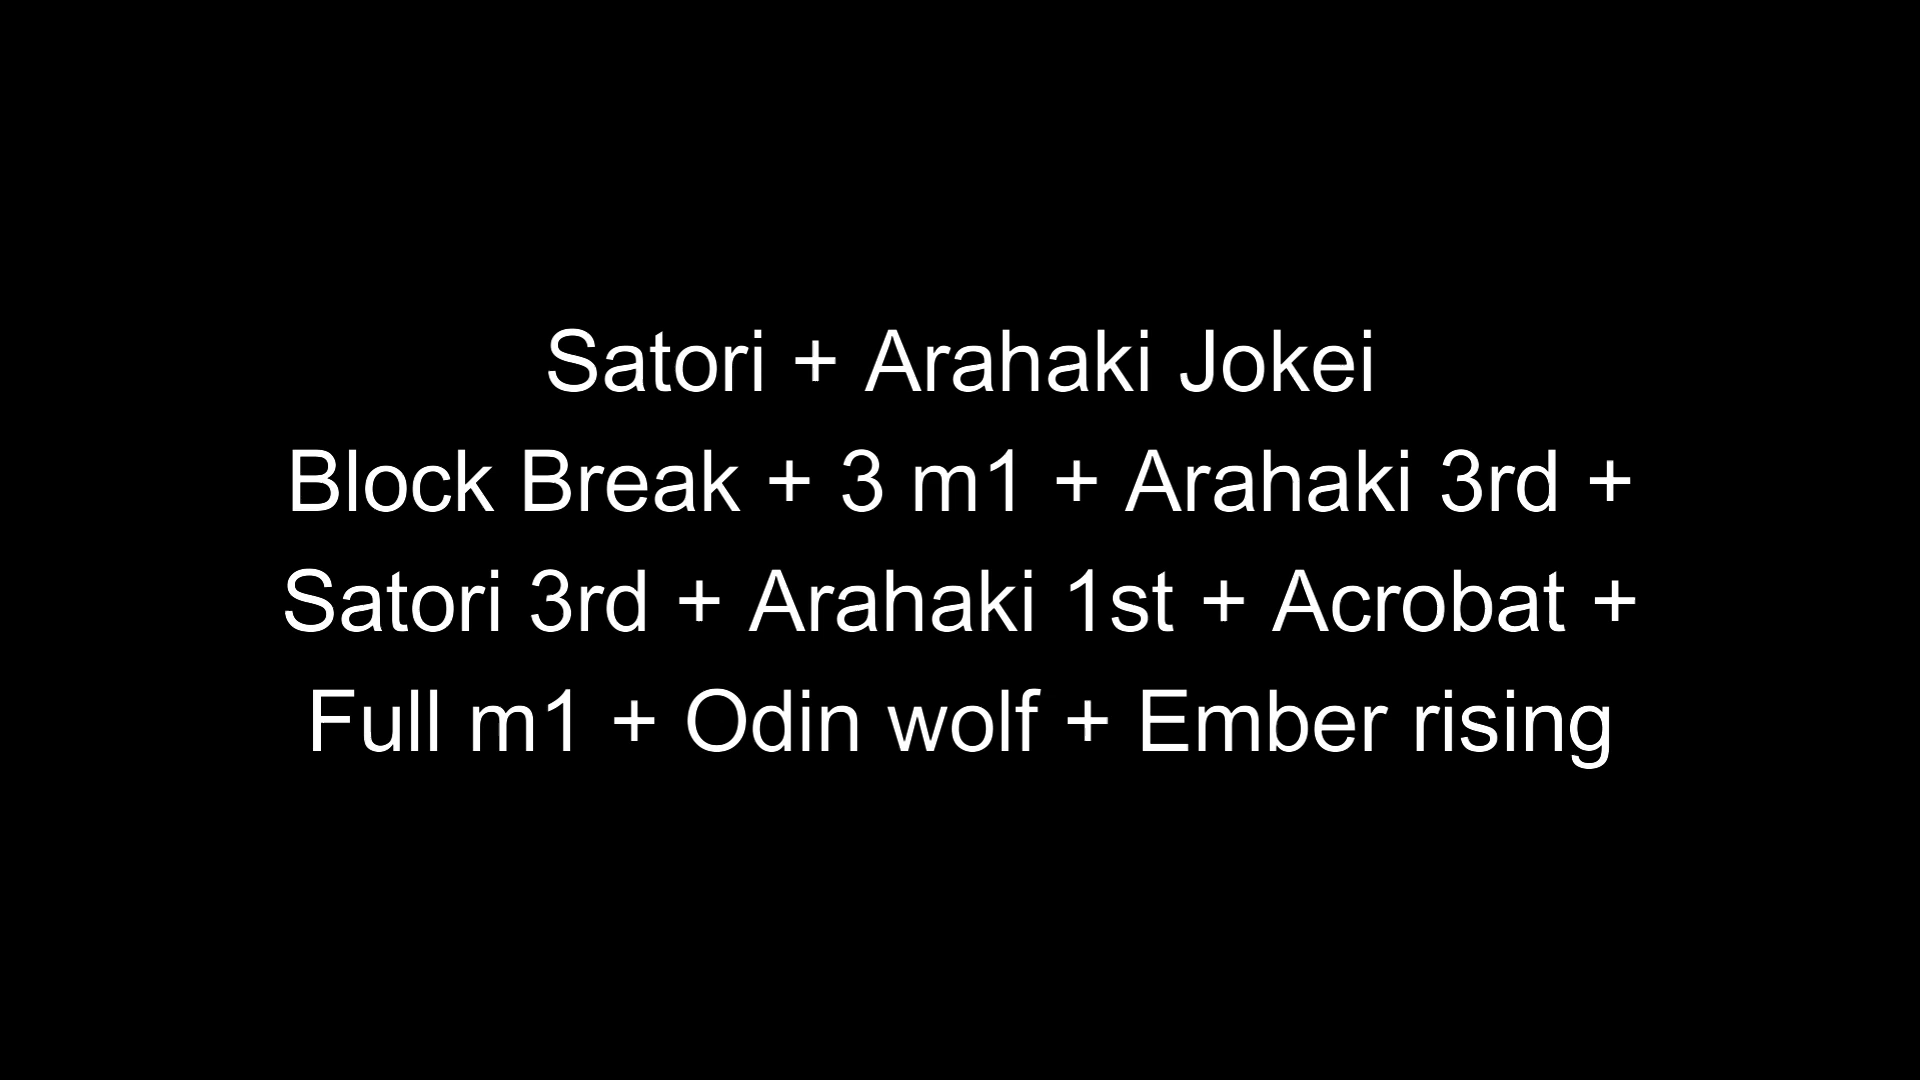 Satori + Arahaki Jokei
Block Break + 3 m1 + Arahaki 3rd +
Satori 3rd + Arahaki 1st + Acrobat +
Full m1 + Odin wolf + Ember rising